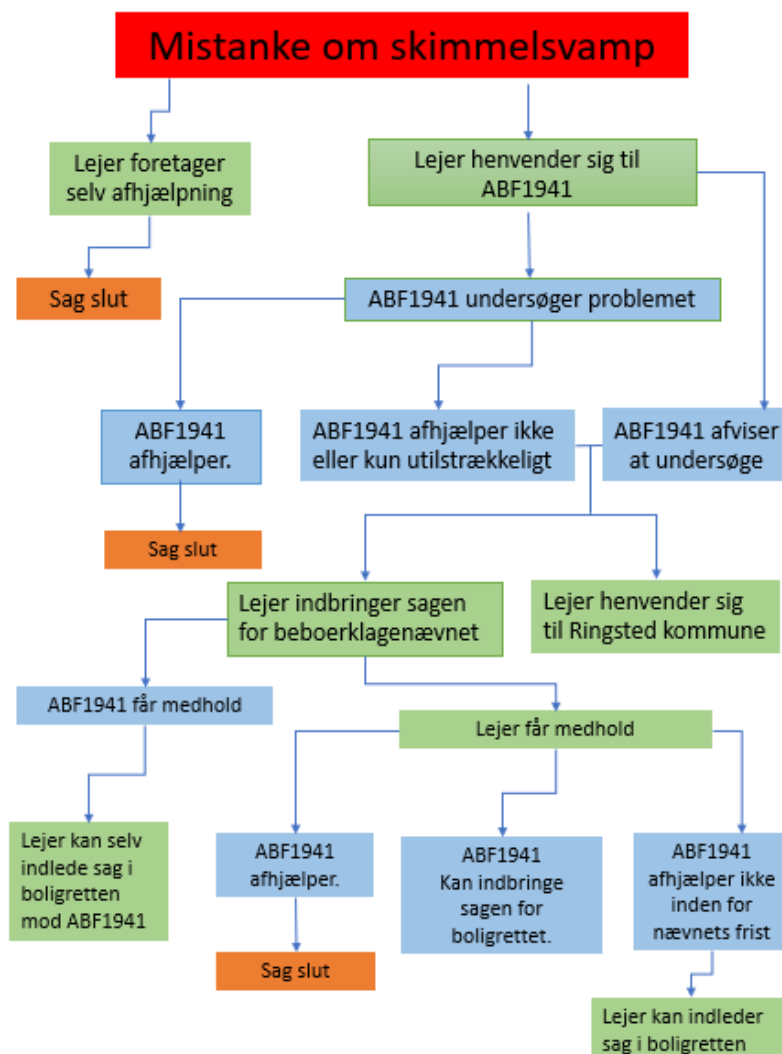 Mistanke om skimmelsvamp
Lejer foretager
selv afhjælpning
Lejer henvender sig til
ABF1941
Sag slut
ABF1941 undersøger problemet
ABF1941
afhjælper.
ABF1941 afhjælper ikke
eller kun utilstrækkeligt
ABF1941 afviser
at undersøge
Sag slut
Lejer indbringer sagen
for beboerklagenævnet
Lejer henvender sig
til Ringsted kommune
ABF1941 får medhold
Lejer får medhold
Lejer kan selv
indlede sag i
boligretten
mod ABF1941
ABF1941
afhjælper.
ABF1941
Kan indbringe
sagen for
boligrettet.
ABF1941
afhjælper ikke
inden for
nævnets frist
Sag slut
Lejer kan indleder
sag i boligretten